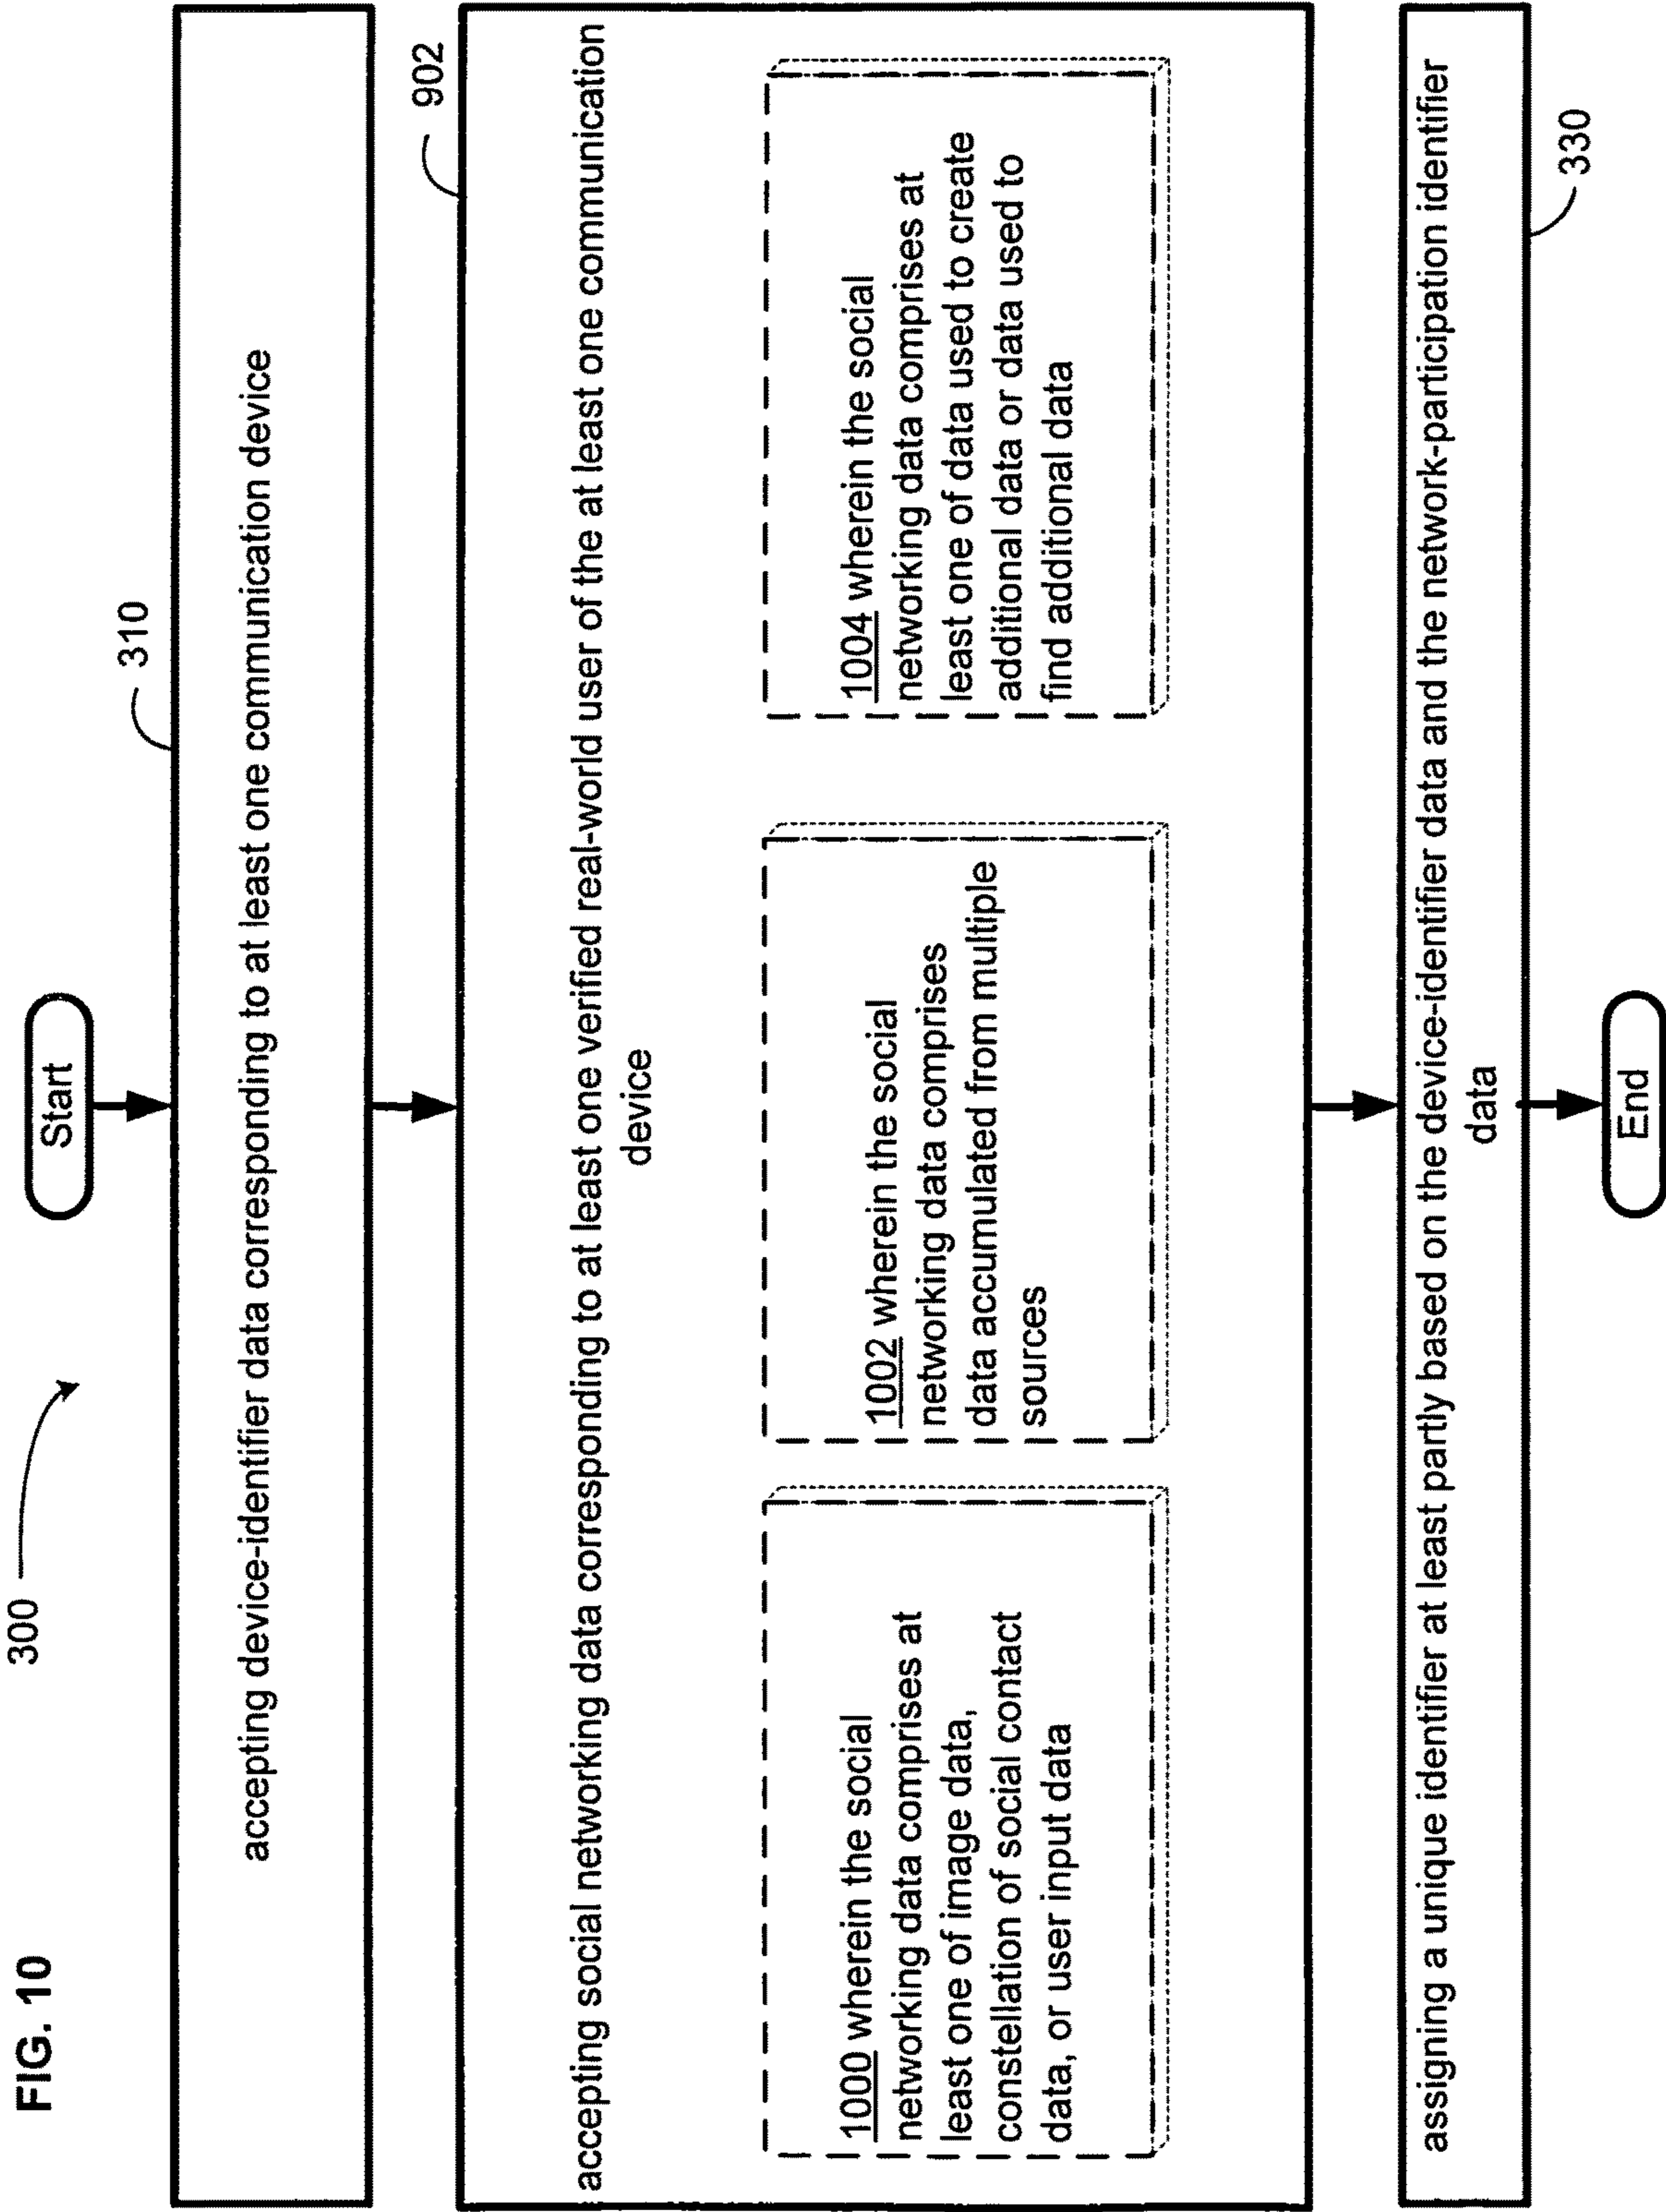 FIG. 10
300
Start
310
accepting device-identifier data corresponding to at least one communication device
902
accepting social networking data corresponding to at least one verified real-world user of the at least one communication
device
1000 wherein the social
networking data comprises at
least one of image data,
constellation of social contact
data, or user input data
1002 wherein the social
networking data comprises
data accumulated from multiple
sources
1004 wherein the social
networking data comprises at
least one of data used to create
additional data or data used to
find additional data
assigning a unique identifier at least partly based on the device-identifier data and the network-participation identifier
data
330
End